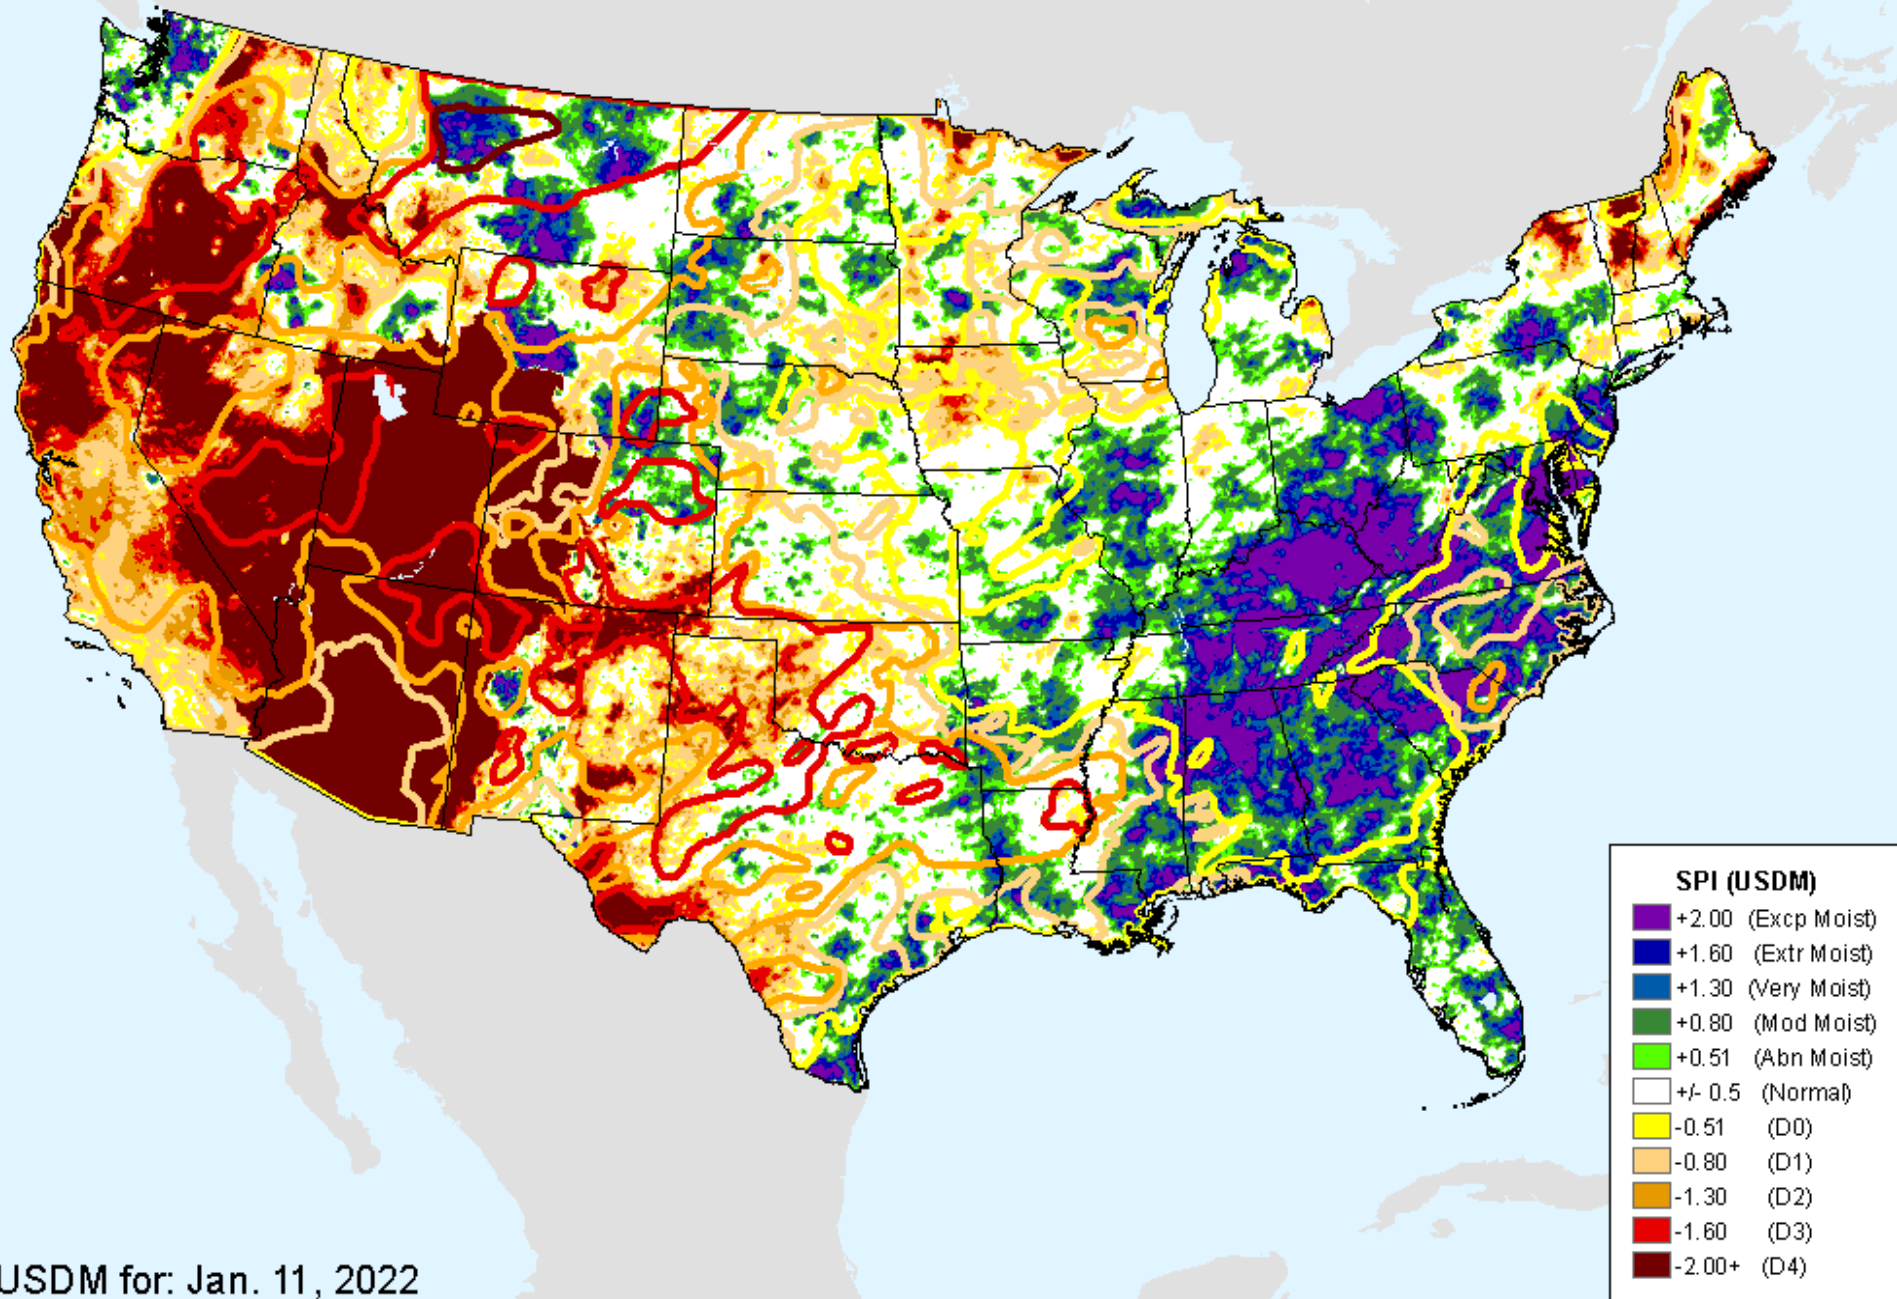 SPI (USDM)
+2.00 (Excp Moist)
+1.60 (Extr Moist)
+1.30 (Very Moist)
+0.80 (Mod Moist)
+0.51 (Abn Moist)
+/- 0.5 (Normal)
-0.51 (D0)
-0.80 (D1)
-1.30 (D2)
-1.60 (D3)
-2.00+ (D4)
USDM for: Jan. 11, 2022